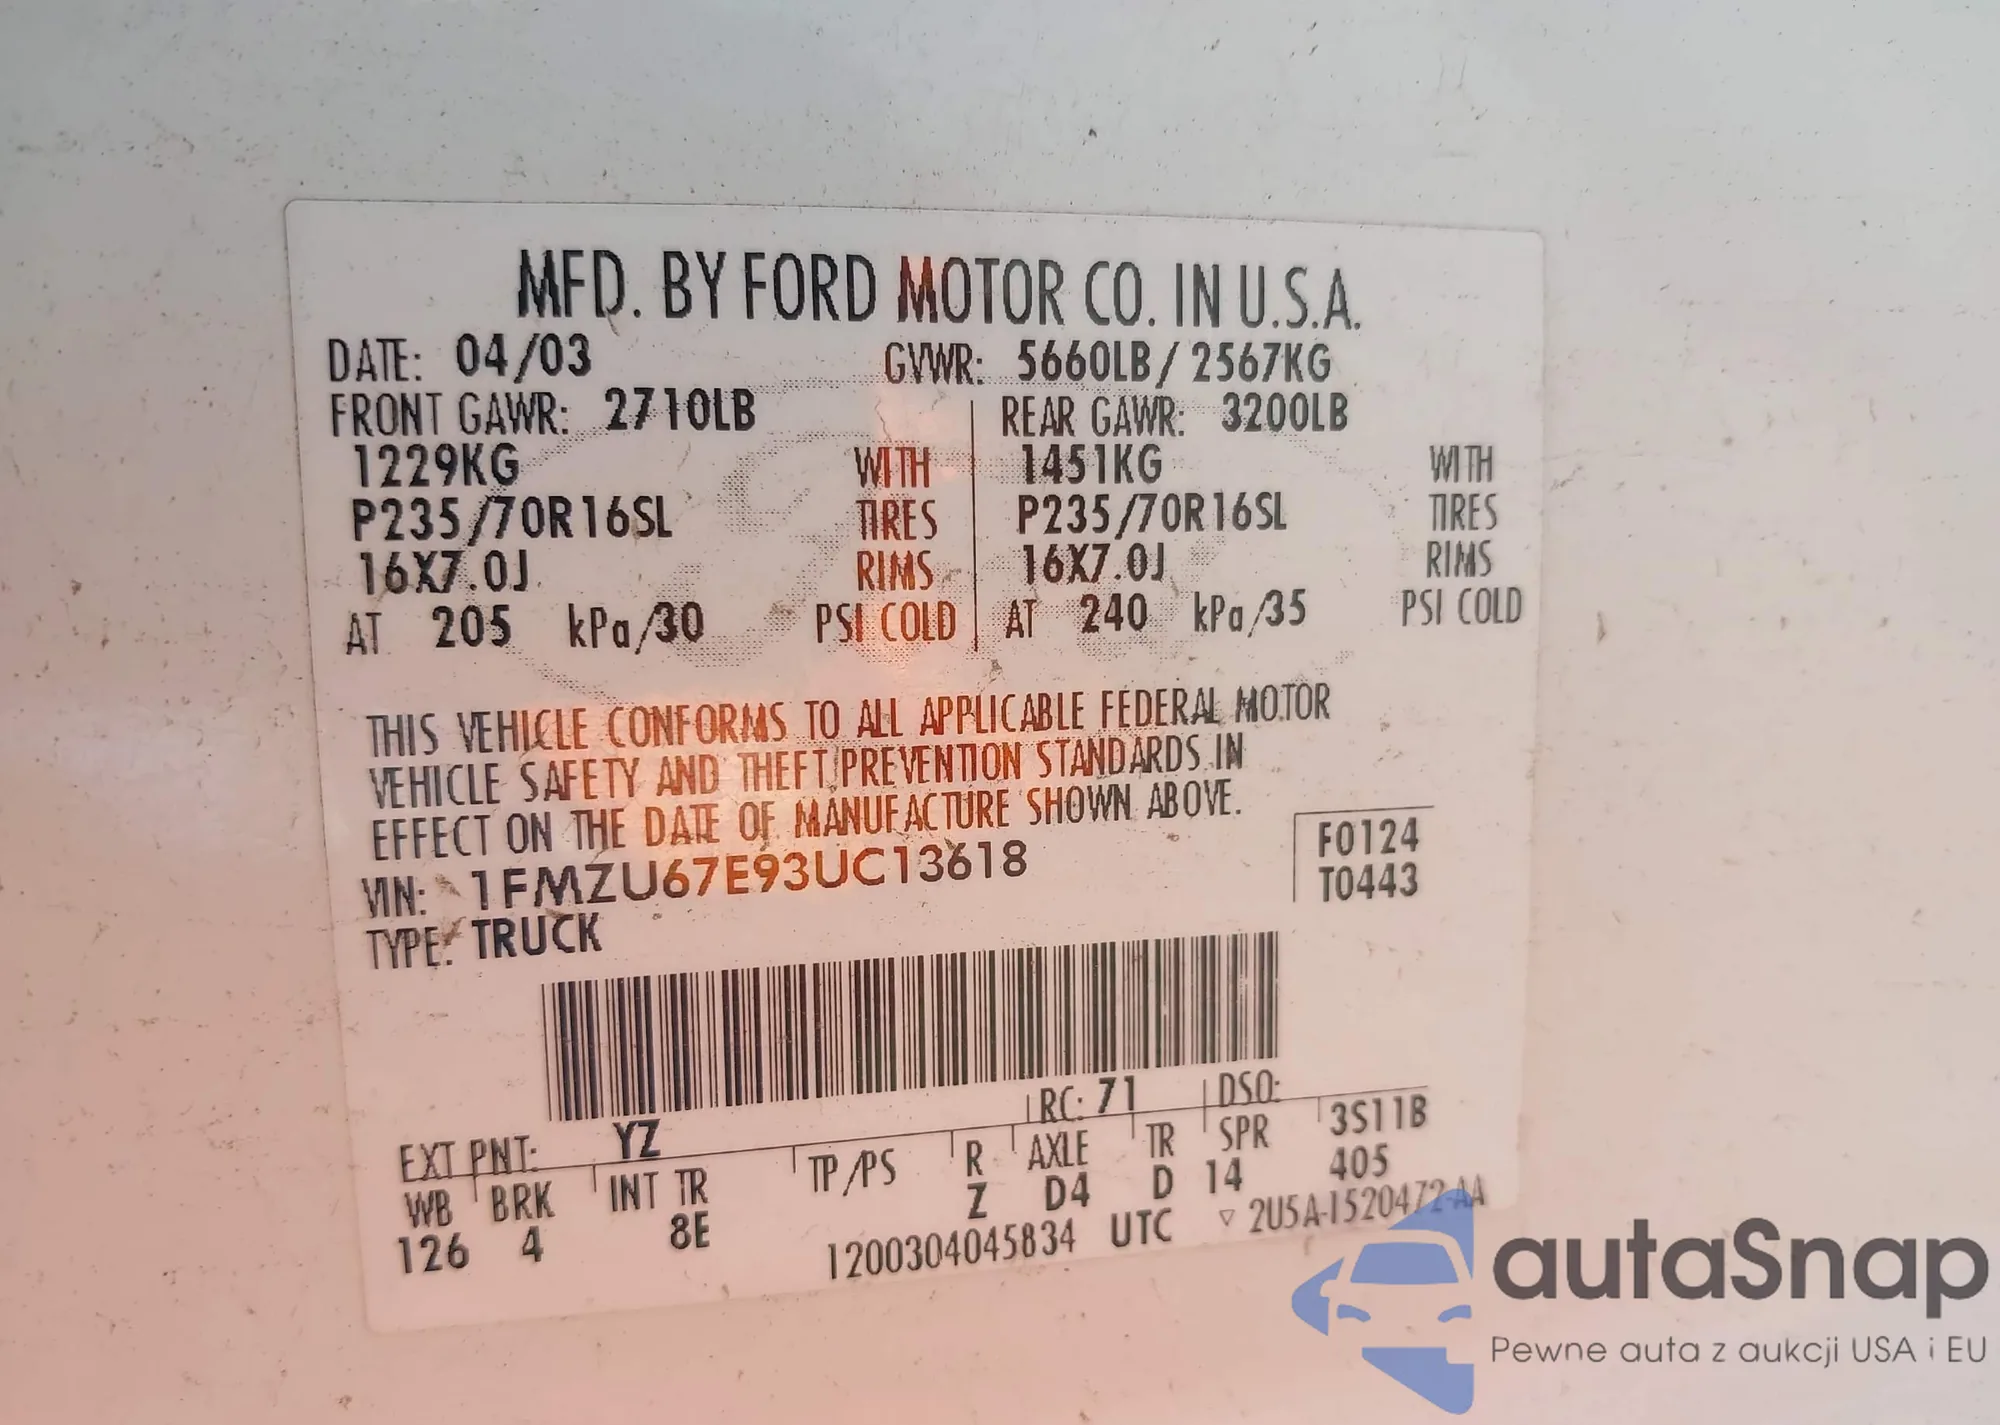 MFD. BY FORD MOTOR CO. IN U.S.A.
DATE: 04/03 GVWR: 5660LB / 2567KG
FRONT GAWR: 2710LB REAR GAWR: 3200LB
1229KG WITH 1451KG WITH
P235/70R16SL TIRES P235/70R16SL TIRES
16X7.0J RIMS 16X7.0J RIMS
AT 205 kPa/30 PSI COLD AT 240 kPa/35 PSI COLD
THIS VEHICLE CONFORMS TO ALL APPLICABLE FEDERAL MOTOR
VEHICLE SAFETY AND THEFT PREVENTION STANDARDS IN
EFFECT ON THE DATE OF MANUFACTURE SHOWN ABOVE.
VIN: 1FMZU67E93UC13618
F0124
TYPE: TRUCK
T0443
EXT PNT: YZ RC: 71 DSO:
WB BRK INT TR TP/PS R AXLE TR SPR 3S11B
126 4 8E Z D4 D 14 405
1200304045834 UTC ▽ 2U5A-1520472-AA
autaSnap
Pewne auta z aukcji USA i EU